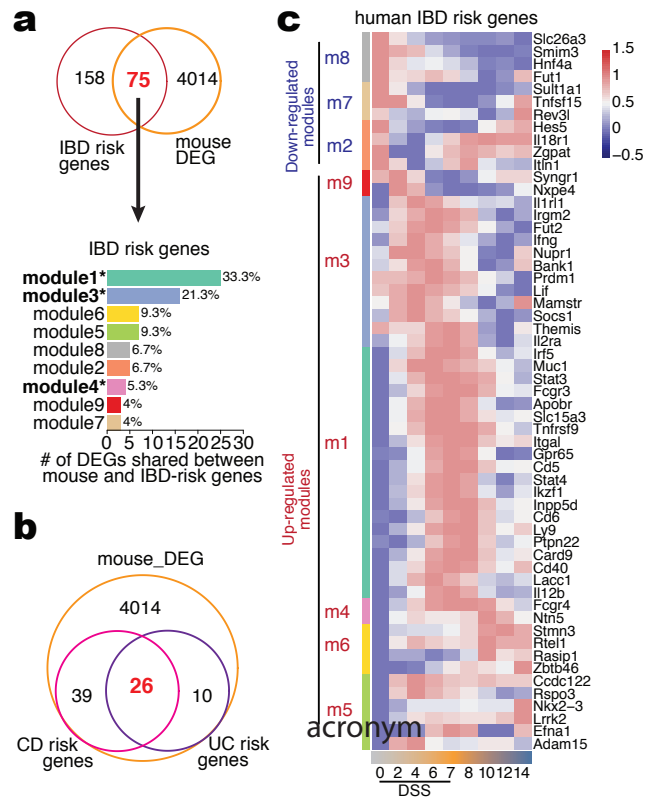 a
158
75
4014
IBD risk
genes
mouse
DEG
IBD risk genes
module1*
33.3%
module3*
21.3%
module6
9.3%
module5
9.3%
module8
6.7%
module2
6.7%
module4*
5.3%
module9
4%
module7
4%
0 5 10 15 20 25 30
# of DEGs shared between
mouse and IBD-risk genes
b
mouse_DEG
4014
39
26
10
CD risk
genes
UC risk
genes
c
human IBD risk genes
Down-regulated
modules
Up-regulated
modules
m8
m7
m2
m9
m3
m1
m4
m6
m5
Slc26a3
Smim3
Hnf4a
Fut1
Sult1a1
Tnfsf15
Rev3l
Hes5
Il18r1
Zgpat
Itln1
Syngr1
Nxpe4
Il1rl1
Irgm2
Fut2
Ifng
Nupr1
Bank1
Prdm1
Lif
Mamstr
Socs1
Themis
Il2ra
Irf5
Muc1
Stat3
Fcgr3
Apobr
Slc15a3
Tnfrsf9
Itgal
Gpr65
Cd5
Stat4
Ikzf1
Inpp5d
Cd6
Ly9
Ptpn22
Card9
Cd40
Lacc1
Il12b
Fcgr4
Ntn5
Stmn3
Rtel1
Rasip1
Zbtb46
Ccdc122
Rspo3
Nkx2-3
Lrrk2
Efna1
Adam15
acronym
0 2 4 6 7 8 10 12 14
DSS
1.5
1
0.5
0
-0.5